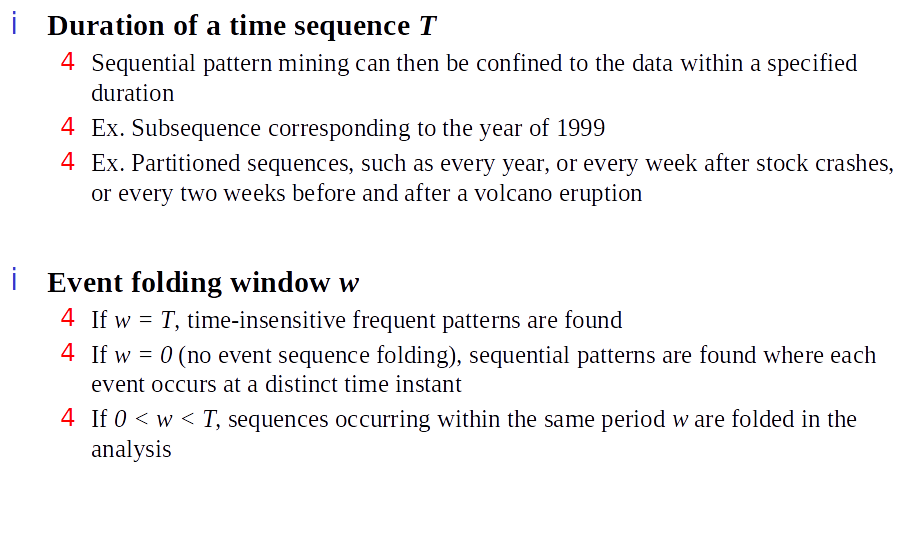 i Duration of a time sequence T
4 Sequential pattern mining can then be confined to the data within a specified
duration
4 Ex. Subsequence corresponding to the year of 1999
4 Ex. Partitioned sequences, such as every year, or every week after stock crashes,
or every two weeks before and after a volcano eruption
i Event folding window w
4 If w = T, time-insensitive frequent patterns are found
4 If w = 0 (no event sequence folding), sequential patterns are found where each
event occurs at a distinct time instant
4 If 0 < w < T, sequences occurring within the same period w are folded in the
analysis